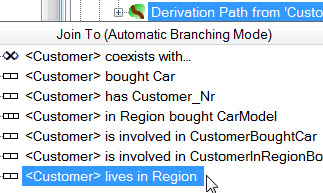 Derivation Path from 'Custome
Join To (Automatic Branching Mode)
<Customer> coexists with...
<Customer> bought Car
<Customer> has Customer_Nr
<Customer> in Region bought CarModel
<Customer> is involved in CustomerBoughtCar
<Customer> is involved in CustomerInRegionBo
<Customer> lives in Region